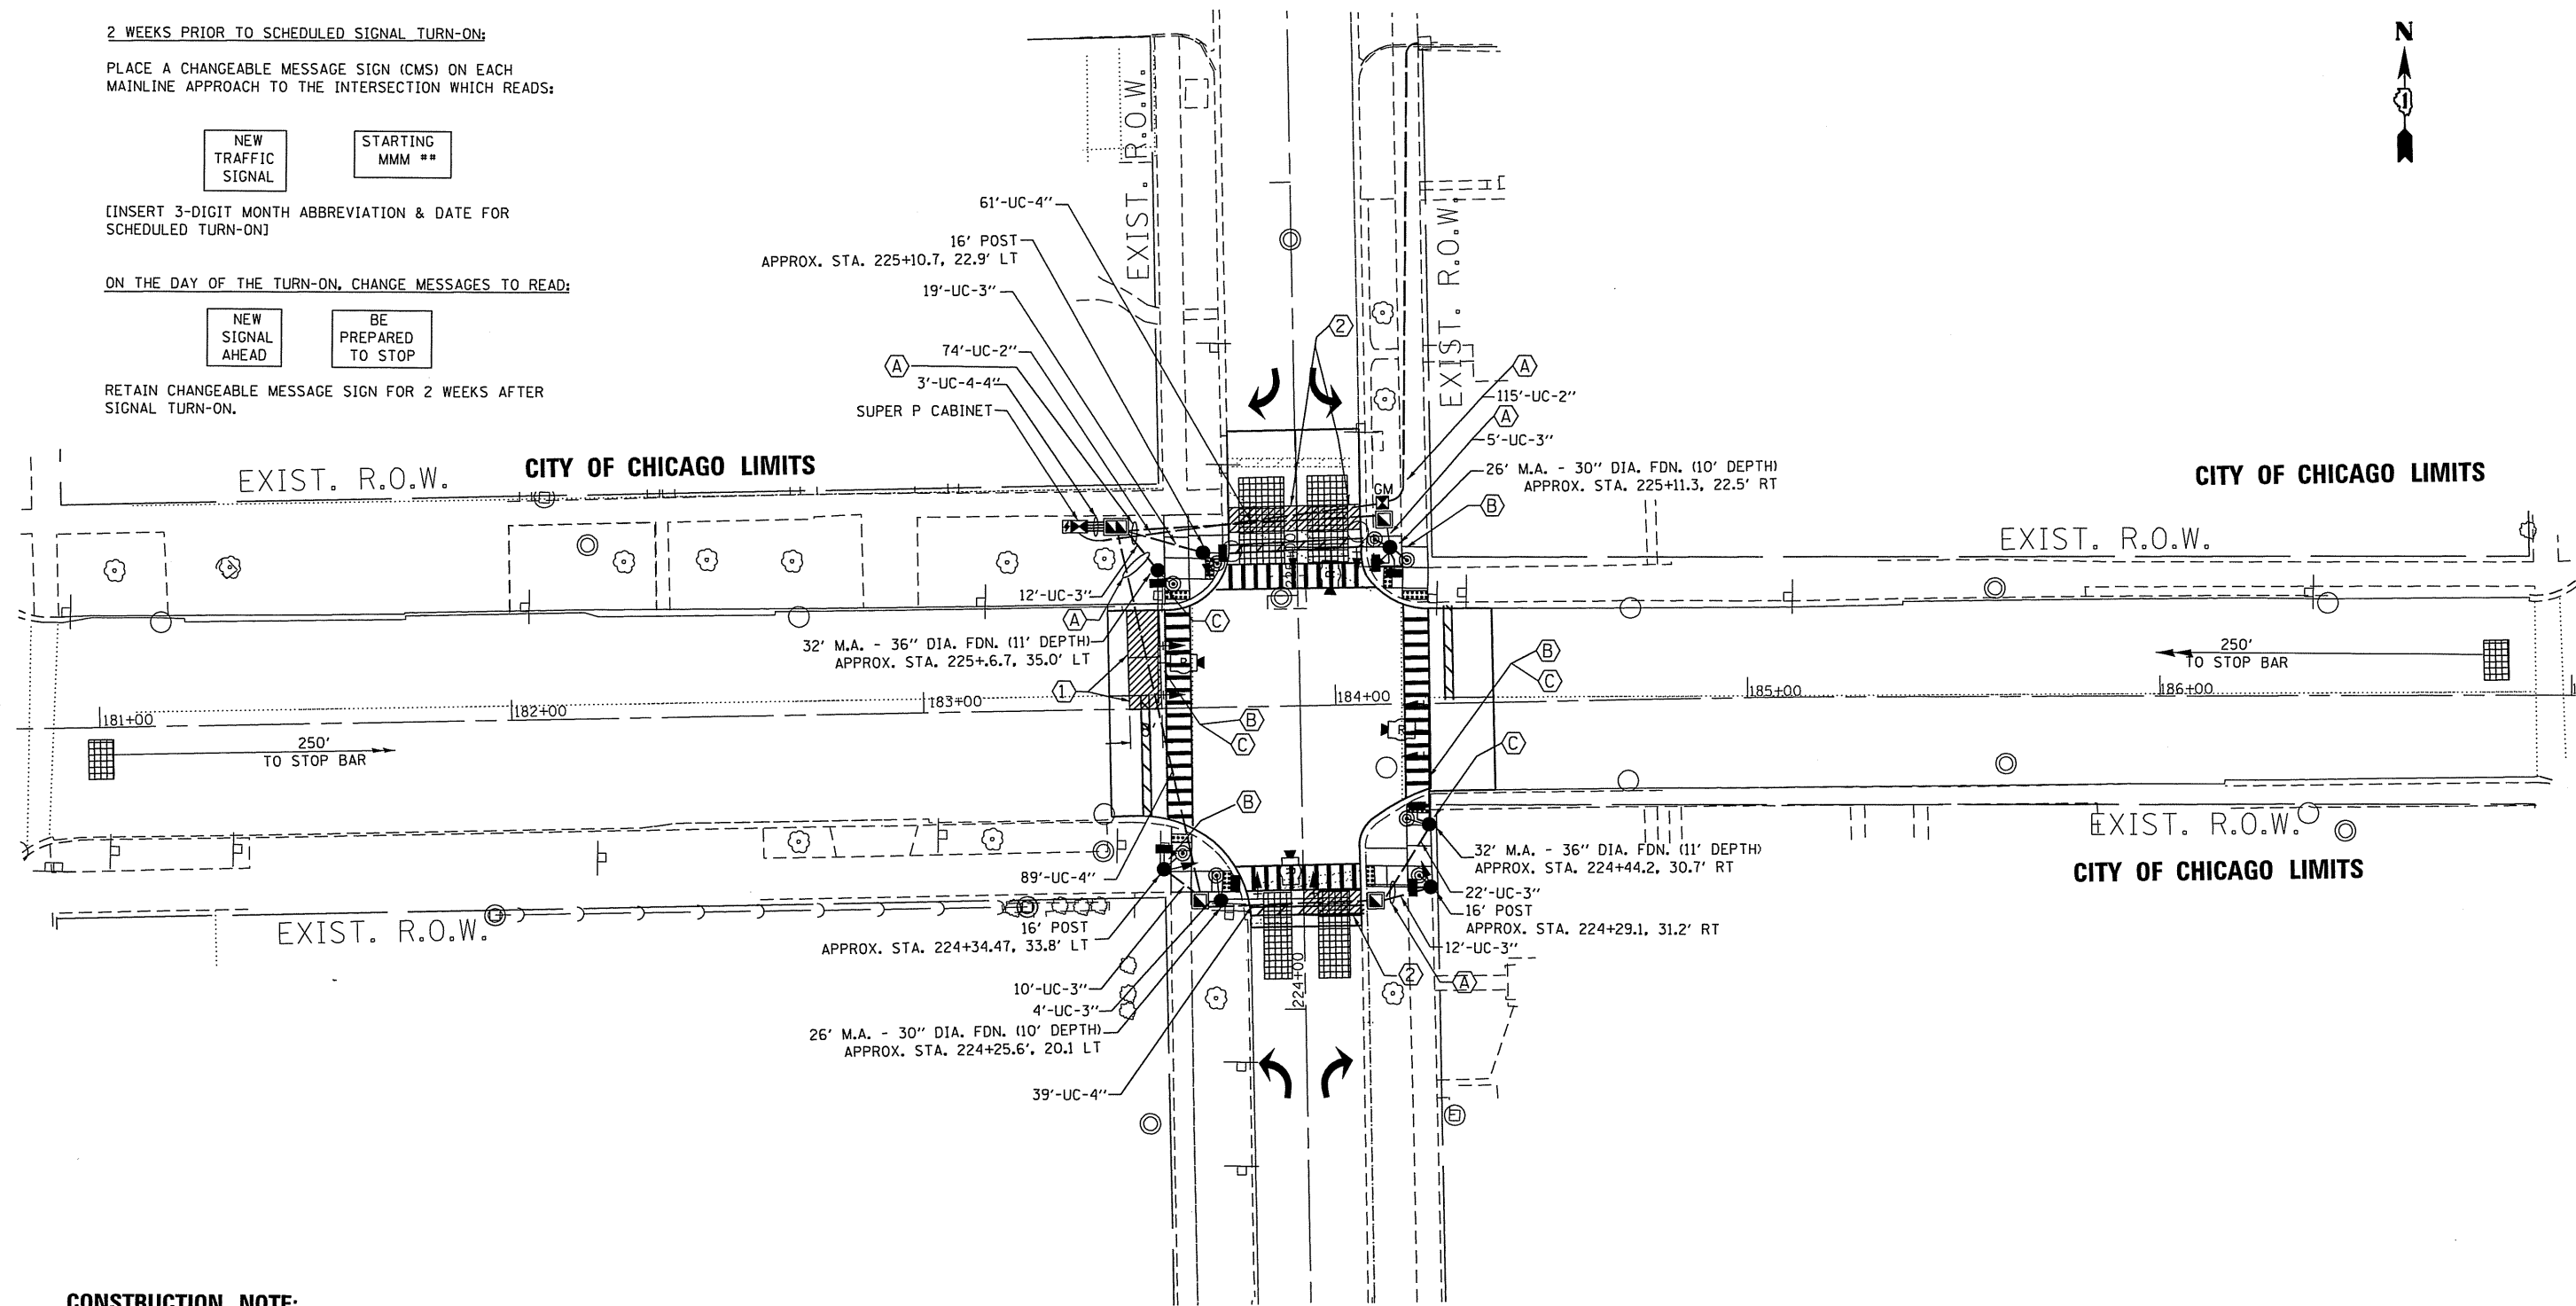 2 WEEKS PRIOR TO SCHEDULED SIGNAL TURN-ON:
PLACE A CHANGEABLE MESSAGE SIGN (CMS) ON EACH
MAINLINE APPROACH TO THE INTERSECTION WHICH READS:
NEW
TRAFFIC
SIGNAL
STARTING
MMM ##
[INSERT 3-DIGIT MONTH ABBREVIATION & DATE FOR
SCHEDULED TURN-ON]
ON THE DAY OF THE TURN-ON, CHANGE MESSAGES TO READ:
NEW
SIGNAL
AHEAD
BE
PREPARED
TO STOP
RETAIN CHANGEABLE MESSAGE SIGN FOR 2 WEEKS AFTER
SIGNAL TURN-ON.
N
1
EXIST. R.O.W.
EXIST. R.O.W.
61'-UC-4"
16' POST
APPROX. STA. 225+10.7, 22.9' LT
19'-UC-3"
74'-UC-2"
A
3'-UC-4-4"
SUPER P CABINET
2
A
115'-UC-2"
A
5'-UC-3"
26' M.A. - 30" DIA. FDN. (10' DEPTH)
APPROX. STA. 225+11.3, 22.5' RT
B
GM
EXIST. R.O.W.
CITY OF CHICAGO LIMITS
CITY OF CHICAGO LIMITS
EXIST. R.O.W.
12'-UC-3"
A
C
32' M.A. - 36" DIA. FDN. (11' DEPTH)
APPROX. STA. 225+.6.7, 35.0' LT
1
225+00
B
C
250'
TO STOP BAR
181+00
182+00
183+00
184+00
185+00
186+00
B
C
C
R
250'
TO STOP BAR
B
89'-UC-4"
EXIST. R.O.W.
CITY OF CHICAGO LIMITS
32' M.A. - 36" DIA. FDN. (11' DEPTH)
APPROX. STA. 224+44.2, 30.7' RT
22'-UC-3"
16' POST
APPROX. STA. 224+29.1, 31.2' RT
12'-UC-3"
A
2
EXIST. R.O.W.
16' POST
APPROX. STA. 224+34.47, 33.8' LT
10'-UC-3"
4'-UC-3"
26' M.A. - 30" DIA. FDN. (10' DEPTH)
APPROX. STA. 224+25.6', 20.1 LT
39'-UC-4"
224+00
CONSTRUCTION NOTE: